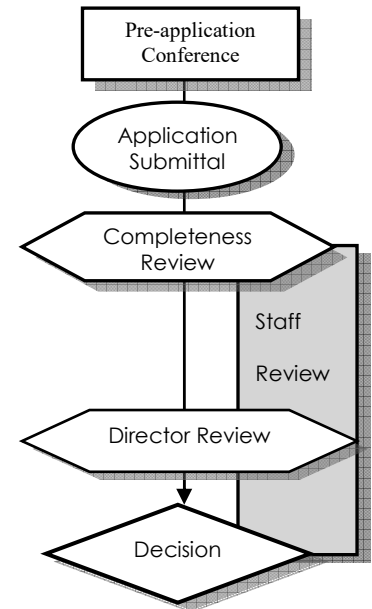 Pre-application
Conference
Application
Submittal
Completeness
Review
Staff
Review
Director Review
Decision